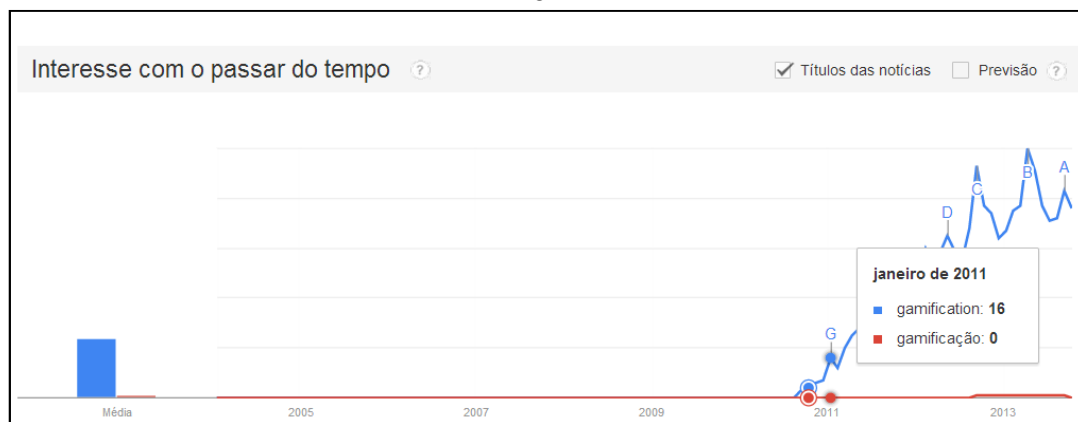 Interesse com o passar do tempo ?
Títulos das notícias Previsão ?
A
B
C
D
janeiro de 2011
gamification: 16
gamificação: 0
G
Média 2005 2007 2009 2011 2013